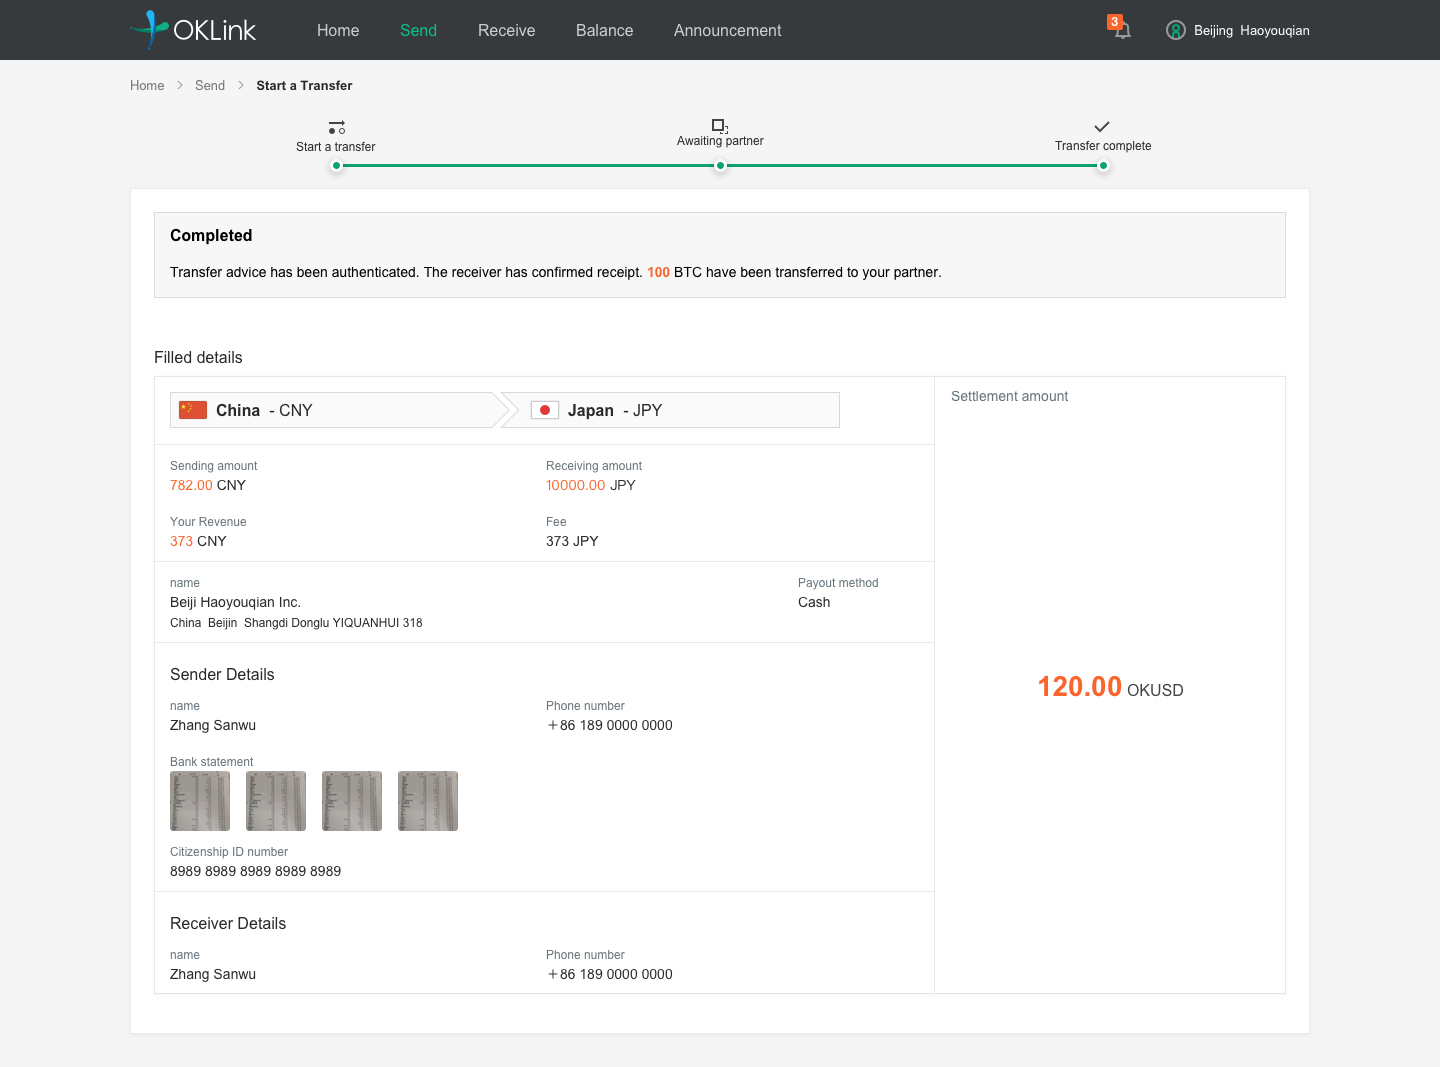 OKLink
Home Send Receive Balance Announcement
3
Beijing Haoyouqian
Home > Send > Start a Transfer
Start a transfer
Awaiting partner
Transfer complete
Completed
Transfer advice has been authenticated. The receiver has confirmed receipt. 100 BTC have been transferred to your partner.
Filled details
China - CNY
Japan - JPY
Settlement amount
Sending amount
782.00 CNY
Receiving amount
10000.00 JPY
Your Revenue
373 CNY
Fee
373 JPY
name
Beiji Haoyouqian Inc.
China Beijin Shangdi Donglu YIQUANHUI 318
Payout method
Cash
120.00 OKUSD
Sender Details
name
Zhang Sanwu
Phone number
+86 189 0000 0000
Bank statement
Citizenship ID number
8989 8989 8989 8989 8989
Receiver Details
name
Zhang Sanwu
Phone number
+86 189 0000 0000